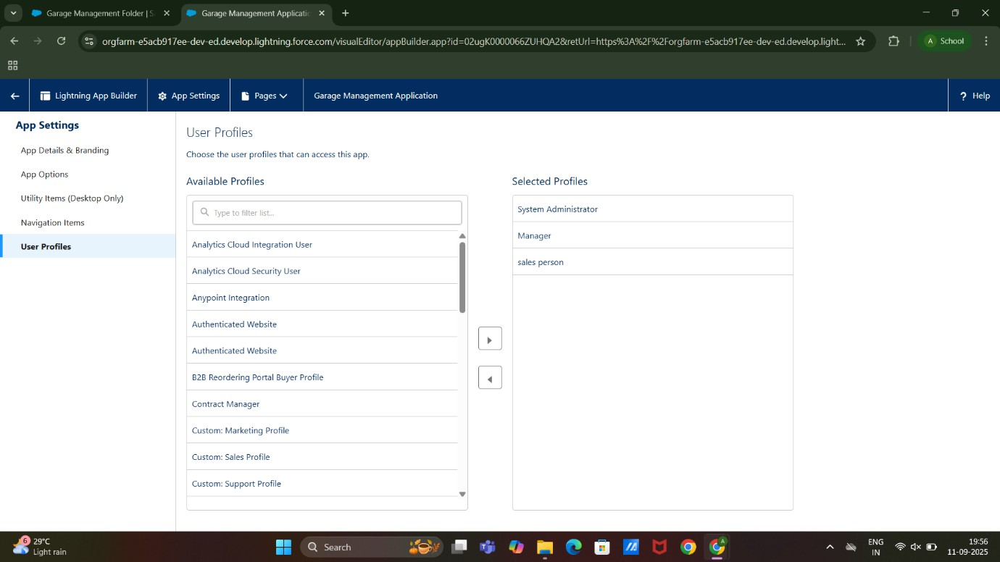 Garage Management Folder | S
Garage Management Applicatic
orgfarm-e5acb917ee-dev-ed.develop.lightning.force.com/visualEditor/appBuilder.app?id=02ugK0000066ZUHQA2&retUrl=https%3A%2F%2Forgfarm-e5acb917ee-dev-ed.develop.light...
A School
Lightning App Builder
App Settings
Pages
Garage Management Application
? Help
App Settings
App Details & Branding
App Options
Utility Items (Desktop Only)
Navigation Items
User Profiles
User Profiles
Choose the user profiles that can access this app.
Available Profiles
Type to filter list...
Analytics Cloud Integration User
Analytics Cloud Security User
Anypoint Integration
Authenticated Website
Authenticated Website
B2B Reordering Portal Buyer Profile
Contract Manager
Custom: Marketing Profile
Custom: Sales Profile
Custom: Support Profile
Selected Profiles
System Administrator
Manager
sales person
6
29°C
Light rain
Search
ENG
IN
19:56
11-09-2025